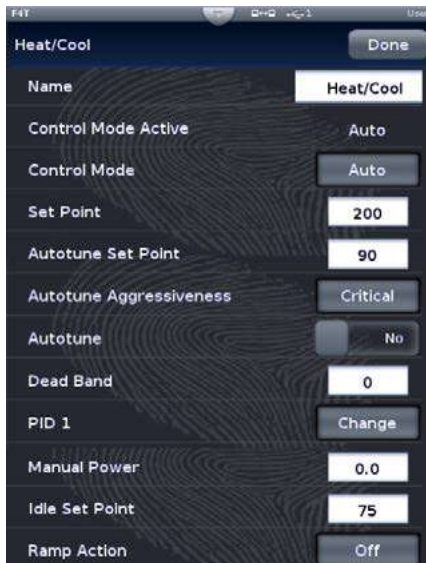 F4T 1 Use
Heat/Cool Done
Name Heat/Cool
Control Mode Active Auto
Control Mode Auto
Set Point 200
Autotune Set Point 90
Autotune Aggressiveness Critical
Autotune No
Dead Band 0
PID 1 Change
Manual Power 0.0
Idle Set Point 75
Ramp Action Off